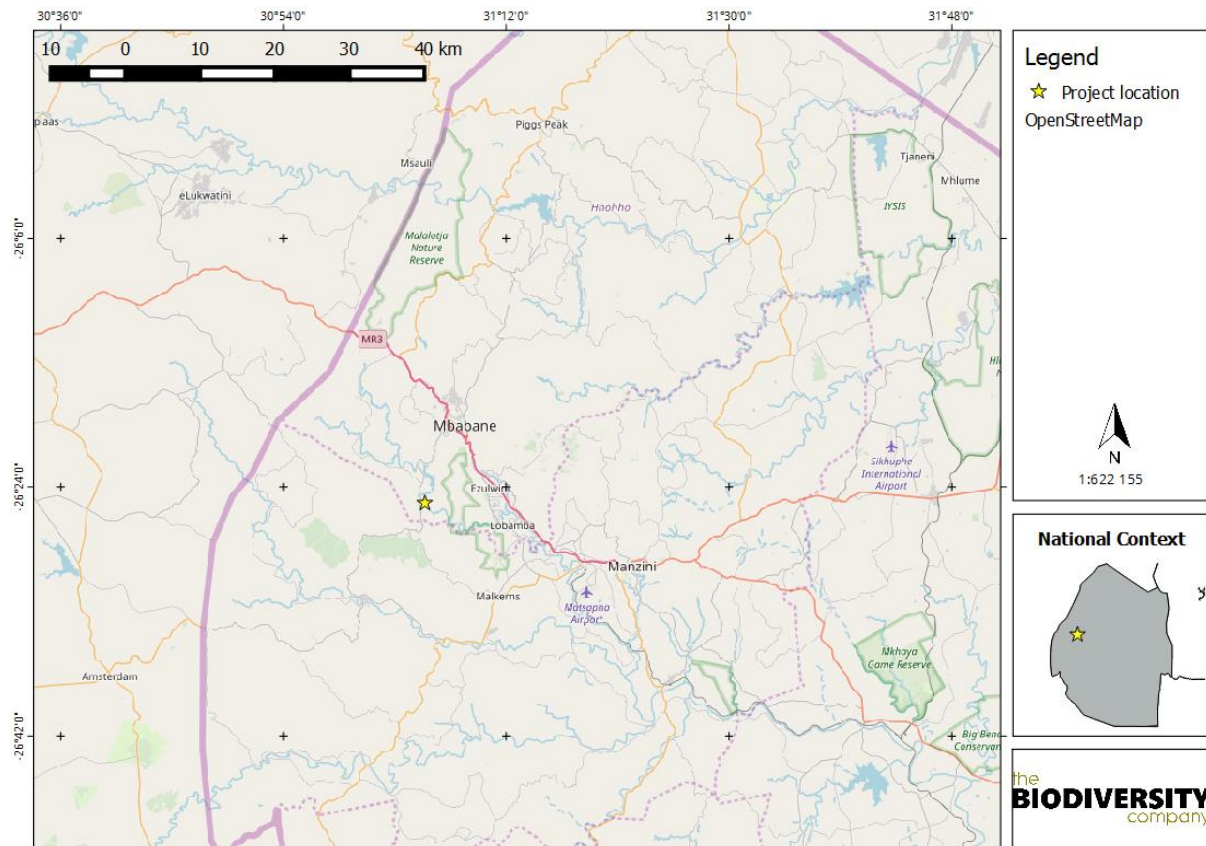 30°36'0" 30°54'0" 31°12'0" 31°30'0" 31°48'0"
10 0 10 20 30 40 km
Piggs Peak
Msauli
eLukwatini
Tjaneni
Mhlume
IYSIS
Hhohho
-26°6'0"
Malalotja
Nature
Reserve
MR3
Mbabane
Sikhuphe
International
Airport
-26°24'0"
Ezulwini
Lobamba
Manzini
Malkerns
Matsapha
Airport
Mkhaya
Game Reserve
Amsterdam
-26°42'0"
Big Bend
Conservan
Legend
Project location
OpenStreetMap
N
1:622 155
National Context
the
BIODIVERSITY
company